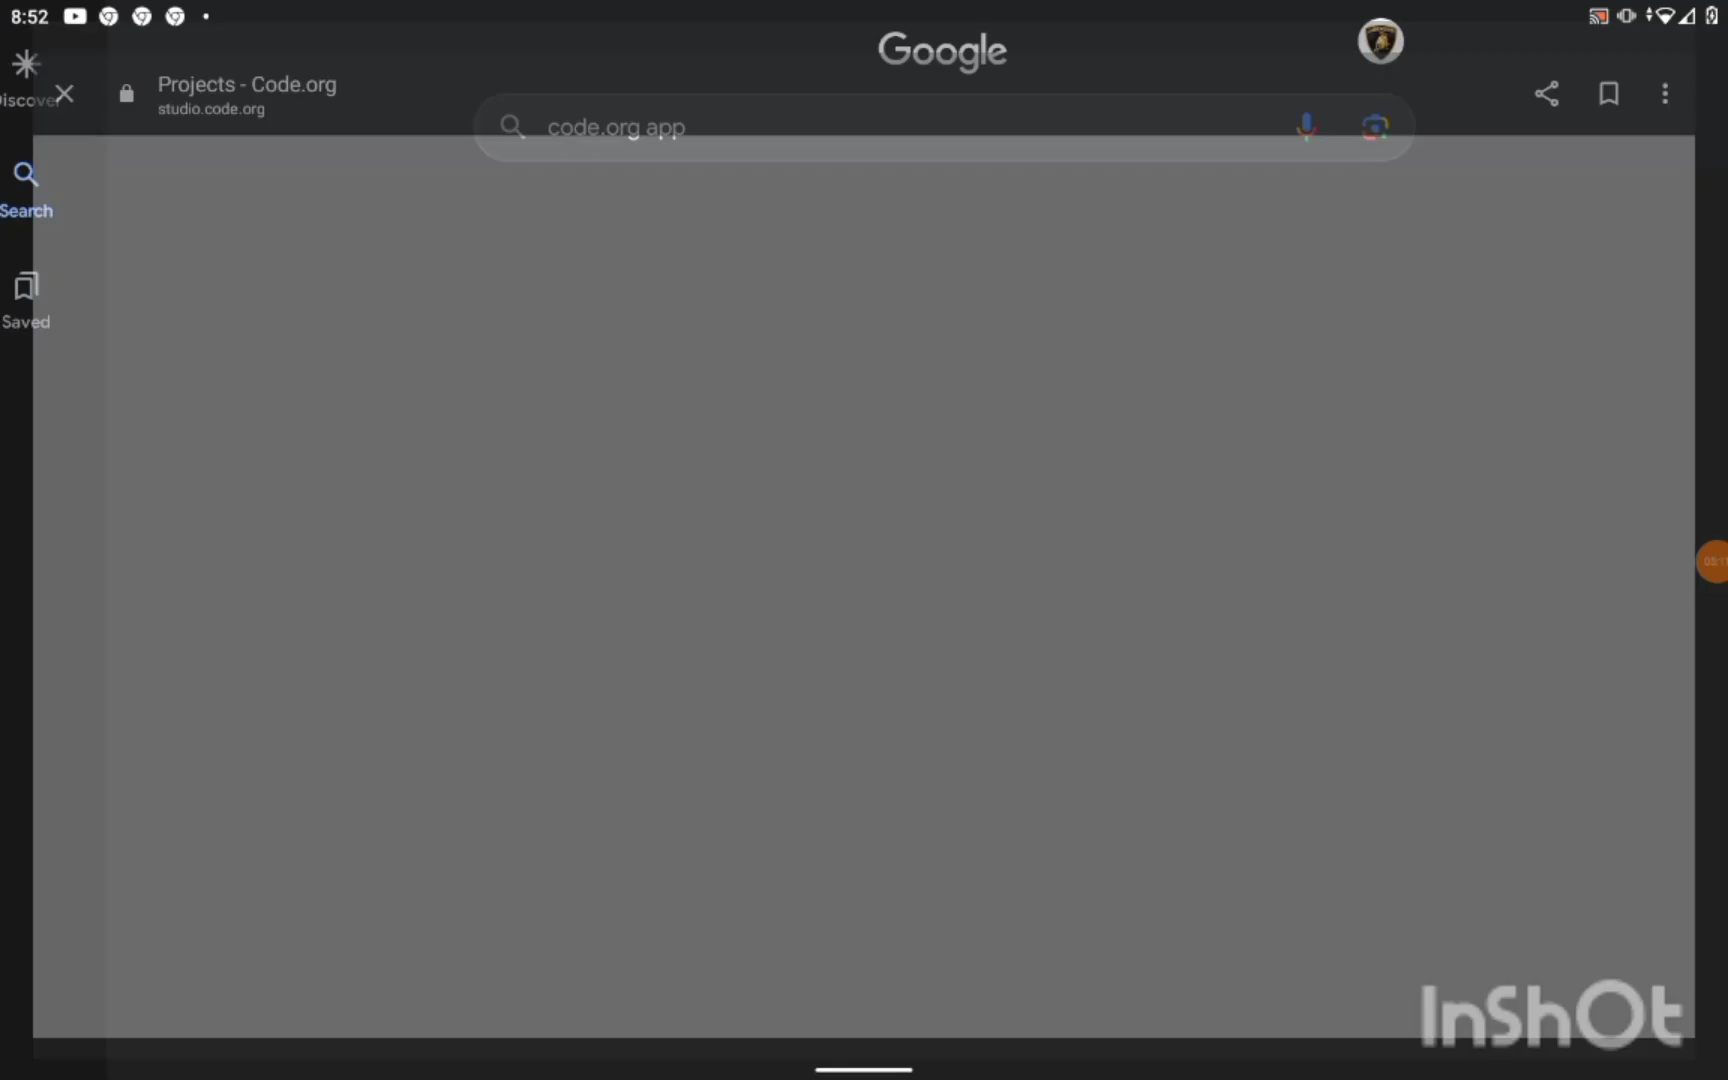 8:52
Google
Discover
Projects - Code.org
studio.code.org
code.org app
Search
Saved
InShOt